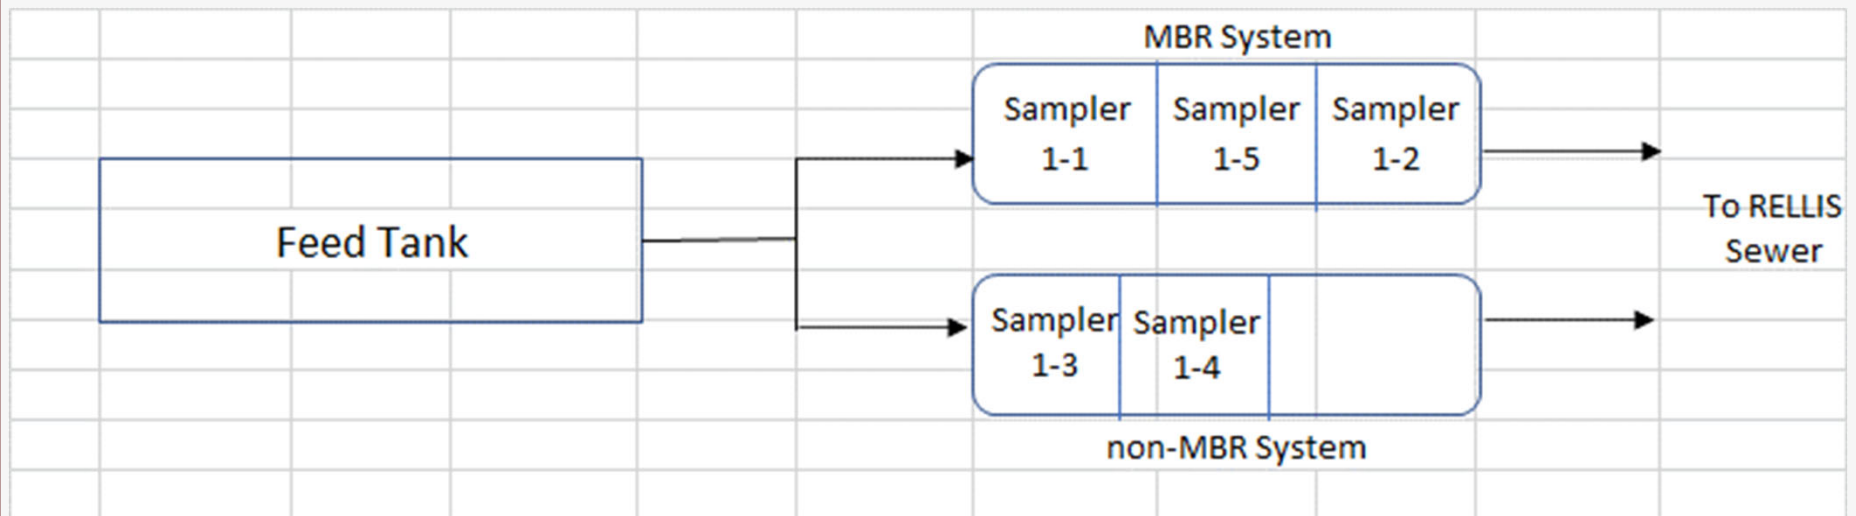 MBR System
Sampler
1-1
Sampler
1-5
Sampler
1-2
Feed Tank
To RELLIS
Sewer
Sampler
1-3
Sampler
1-4
non-MBR System